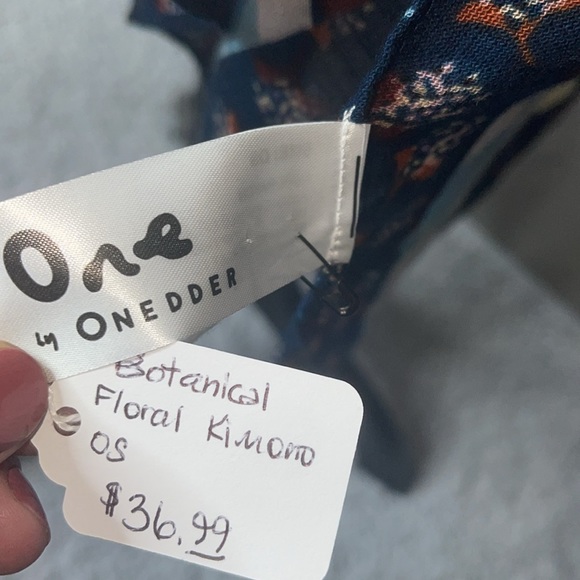 One
by ONEDDER
Botanical
Floral Kimono
OS
$36.99